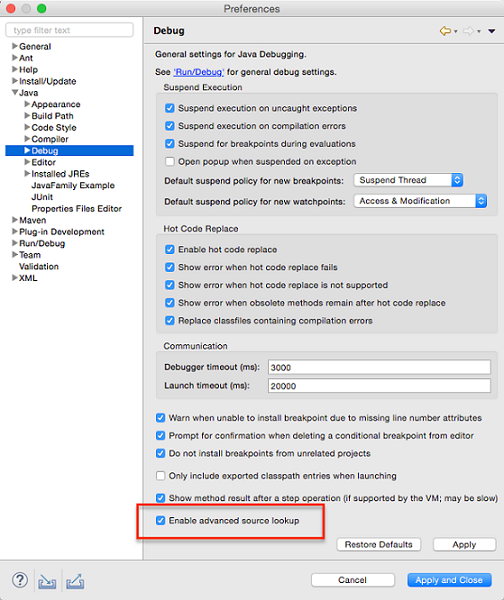 Preferences
type filter text
General
Ant
Help
Install/Update
Java
Appearance
Build Path
Code Style
Compiler
Debug
Editor
Installed JREs
JavaFamily Example
JUnit
Properties Files Editor
Maven
Plug-in Development
Run/Debug
Team
Validation
XML
Debug
General settings for Java Debugging.
See 'Run/Debug' for general debug settings.
Suspend Execution
Suspend execution on uncaught exceptions
Suspend execution on compilation errors
Suspend for breakpoints during evaluations
Open popup when suspended on exception
Default suspend policy for new breakpoints: Suspend Thread
Default suspend policy for new watchpoints: Access & Modification
Hot Code Replace
Enable hot code replace
Show error when hot code replace fails
Show error when hot code replace is not supported
Show error when obsolete methods remain after hot code replace
Replace classfiles containing compilation errors
Communication
Debugger timeout (ms): 3000
Launch timeout (ms): 20000
Warn when unable to install breakpoint due to missing line number attributes
Prompt for confirmation when deleting a conditional breakpoint from editor
Do not install breakpoints from unrelated projects
Only include exported classpath entries when launching
Show method result after a step operation (if supported by the VM; may be slow)
Enable advanced source lookup
Restore Defaults Apply
? Cancel Apply and Close